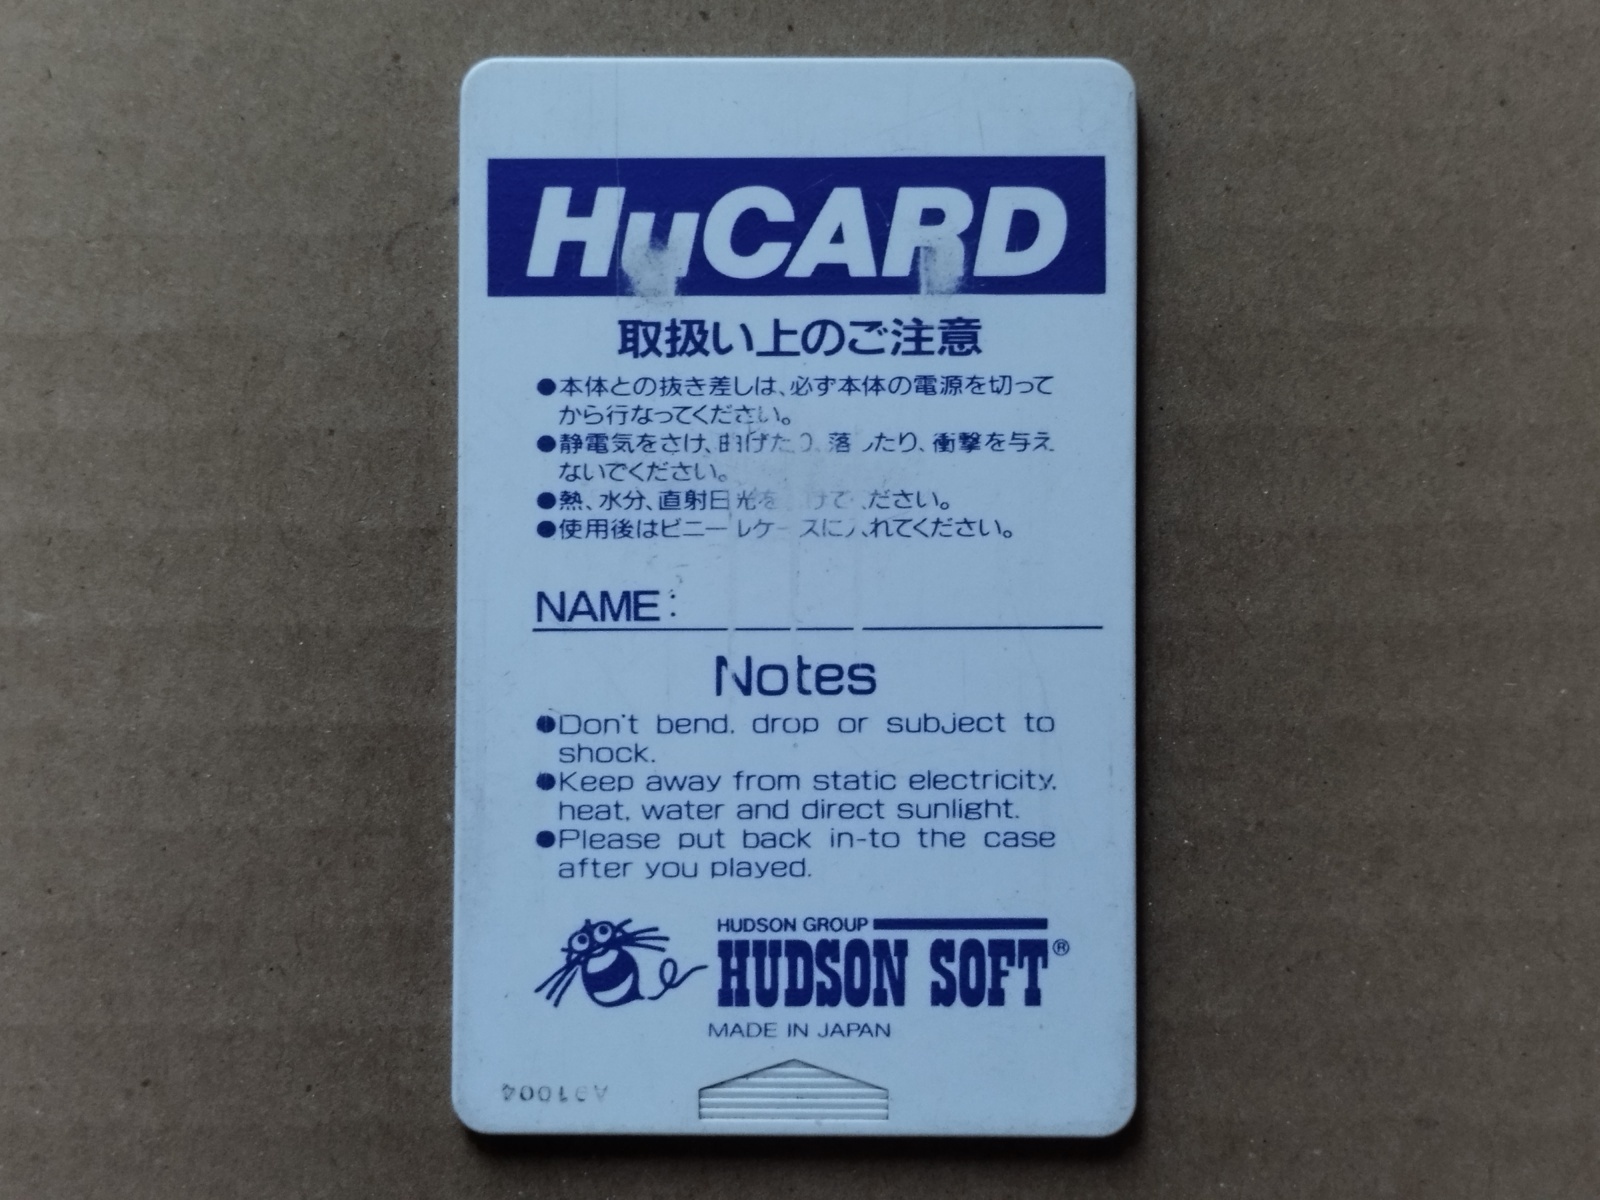 HuCARD
取扱い上のご注意
●本体との抜き差しは、必ず本体の電源を切って
から行なってください。
●静電気をさけ、曲げたり、落したり、衝撃を与え
ないでください。
●熱、水分、直射日光をさけてください。
●使用後はビニールケースに入れてください。
NAME:
Notes
●Don't bend. drop or subject to
shock.
●Keep away from static electricity.
heat. water and direct sunlight.
●Please put back in-to the case
after you played.
HUDSON GROUP
HUDSON SOFT®
MADE IN JAPAN